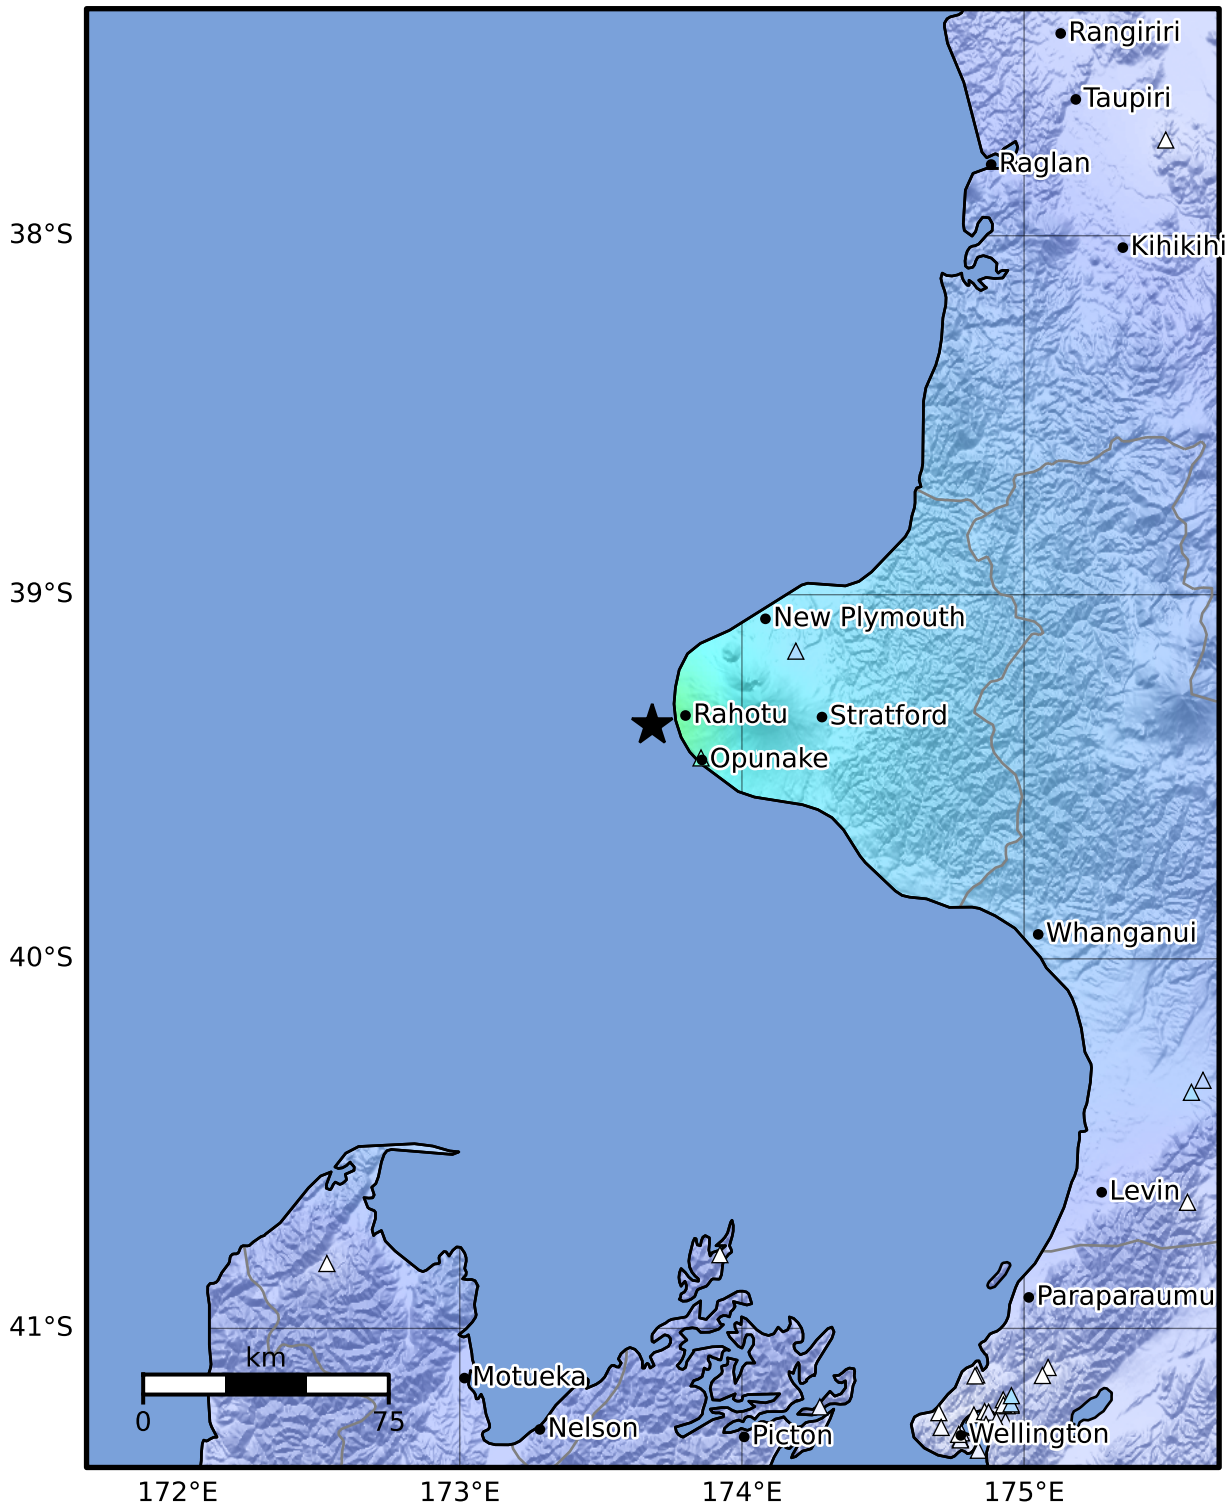 Rangiriri
Taupiri
Raglan
38°S
Kihikihi
39°S
New Plymouth
Rahotu
Stratford
Opunake
Whanganui
40°S
Levin
Paraparaumu
41°S
km
0
75
Motueka
Nelson
Picton
Wellington
172°E
173°E
174°E
175°E